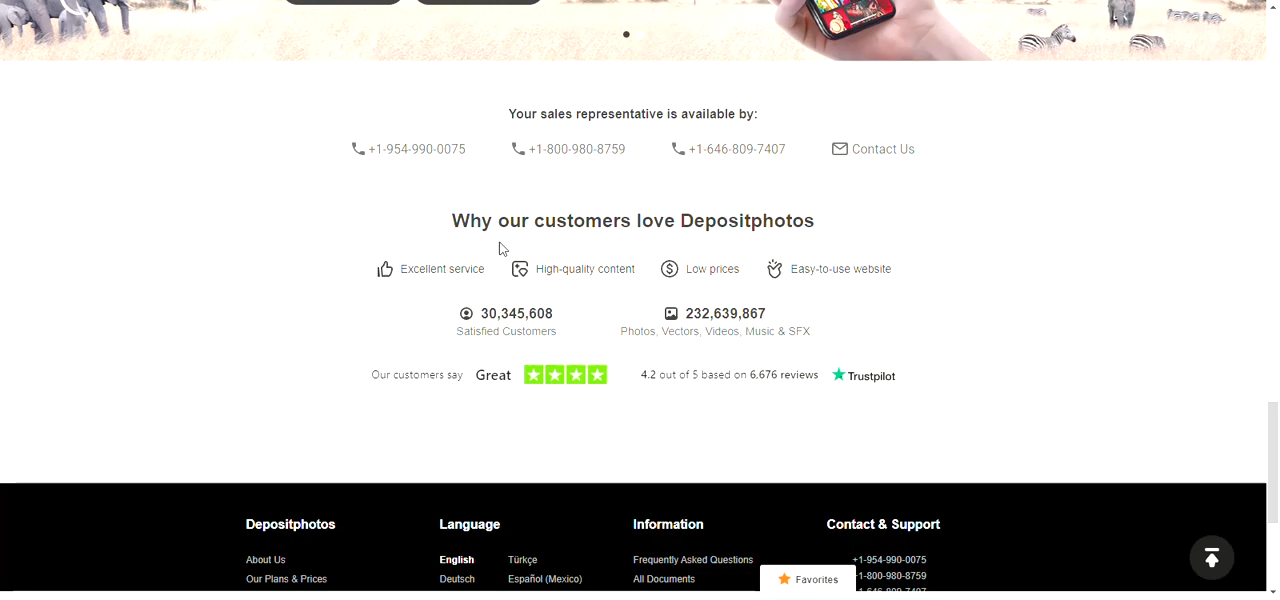 Your sales representative is available by:
+1-954-990-0075 +1-800-980-8759 +1-646-809-7407 Contact Us
Why our customers love Depositphotos
Excellent service High-quality content Low prices Easy-to-use website
30,345,608 232,639,867
Satisfied Customers Photos, Vectors, Videos, Music & SFX
Our customers say Great 4.2 out of 5 based on 6,676 reviews Trustpilot
Depositphotos Language Information Contact & Support
About Us English Türkçe Frequently Asked Questions +1-954-990-0075
Our Plans & Prices Deutsch Español (Mexico) All Documents Favorites +1-800-980-8759
+1-646-809-7407